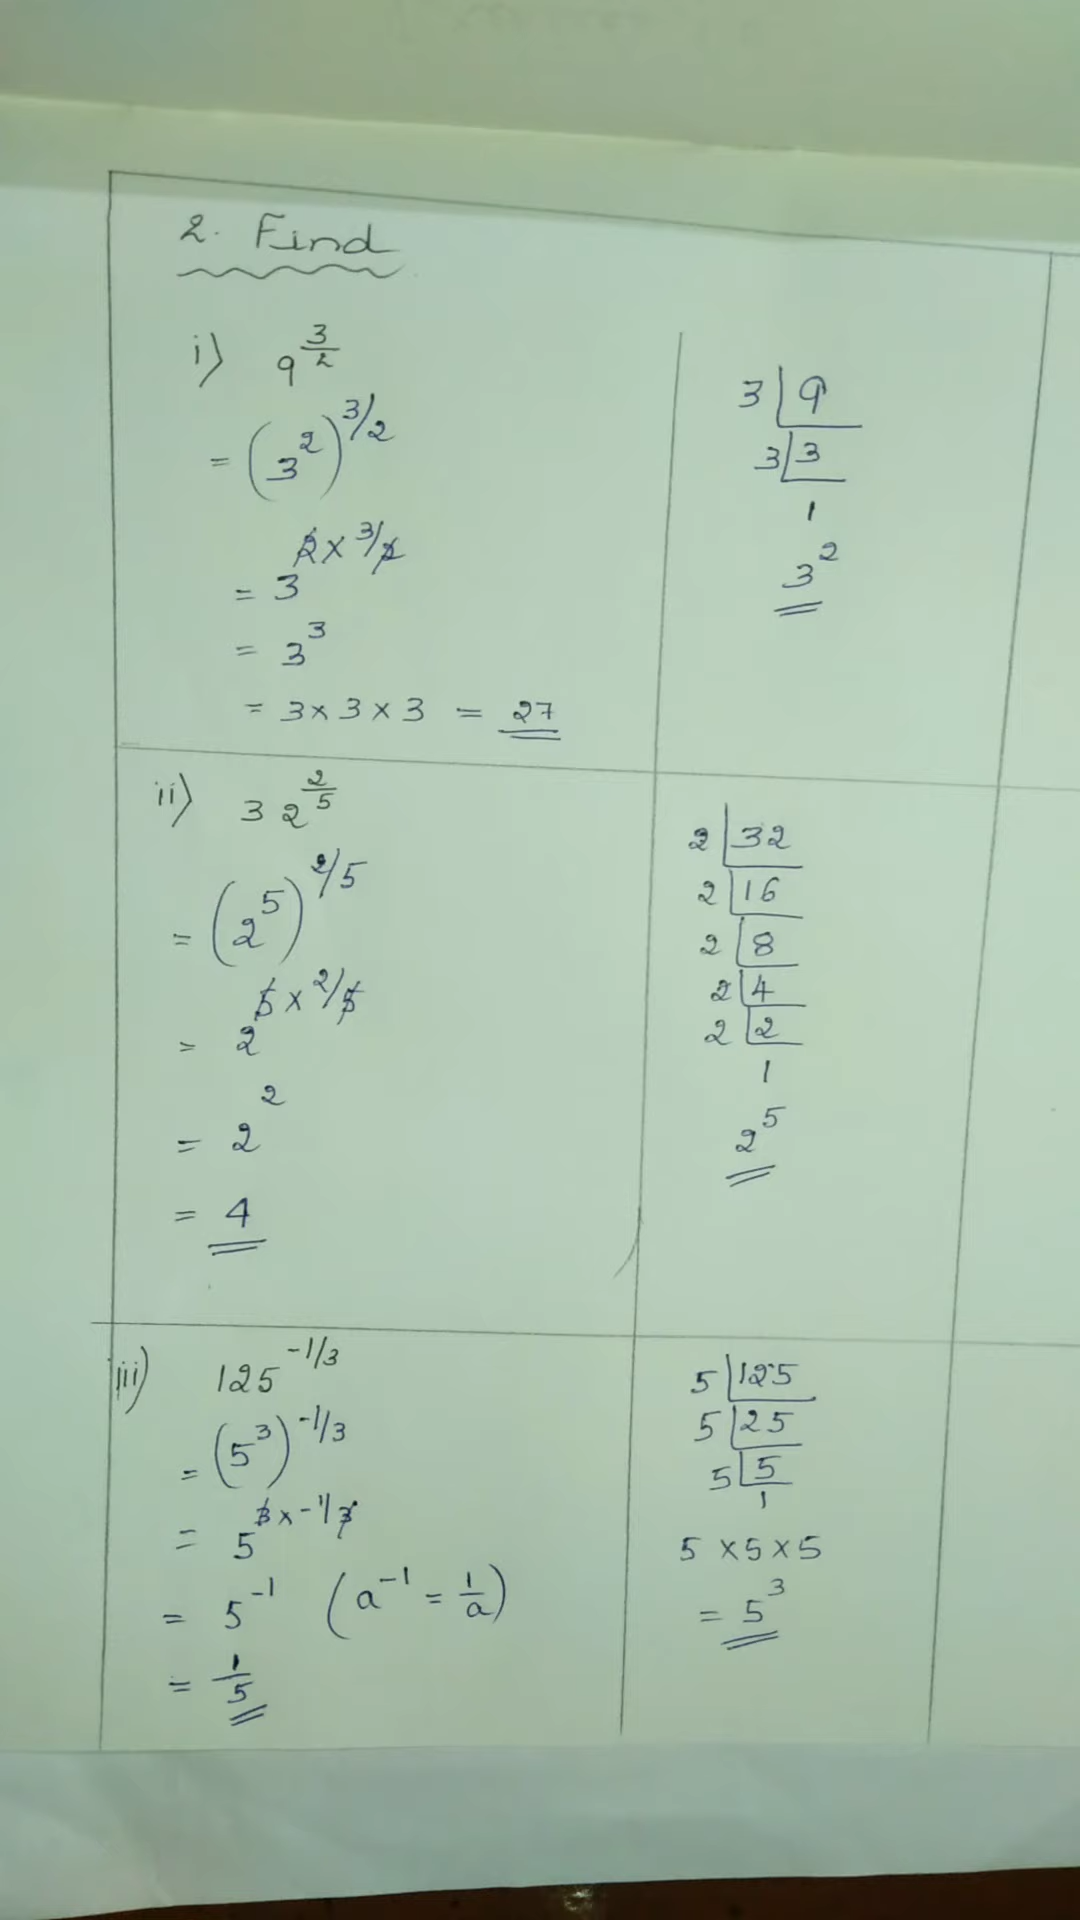 2. Find
i) 9^(3/2)
= (3^2)^(3/2)
= 3^(2 × 3/2)
= 3^3
= 3 × 3 × 3 = 27
3 | 9
3 | 3
1
3^2
ii) 32^(2/5)
= (2^5)^(2/5)
= 2^(5 × 2/5)
= 2^2
= 4
2 | 32
2 | 16
2 | 8
2 | 4
2 | 2
1
2^5
iii) 125^(-1/3)
= (5^3)^(-1/3)
= 5^(3 × -1/3)
= 5^(-1) (a^(-1) = 1/a)
= 1/5
5 | 125
5 | 25
5 | 5
1
5 × 5 × 5
= 5^3